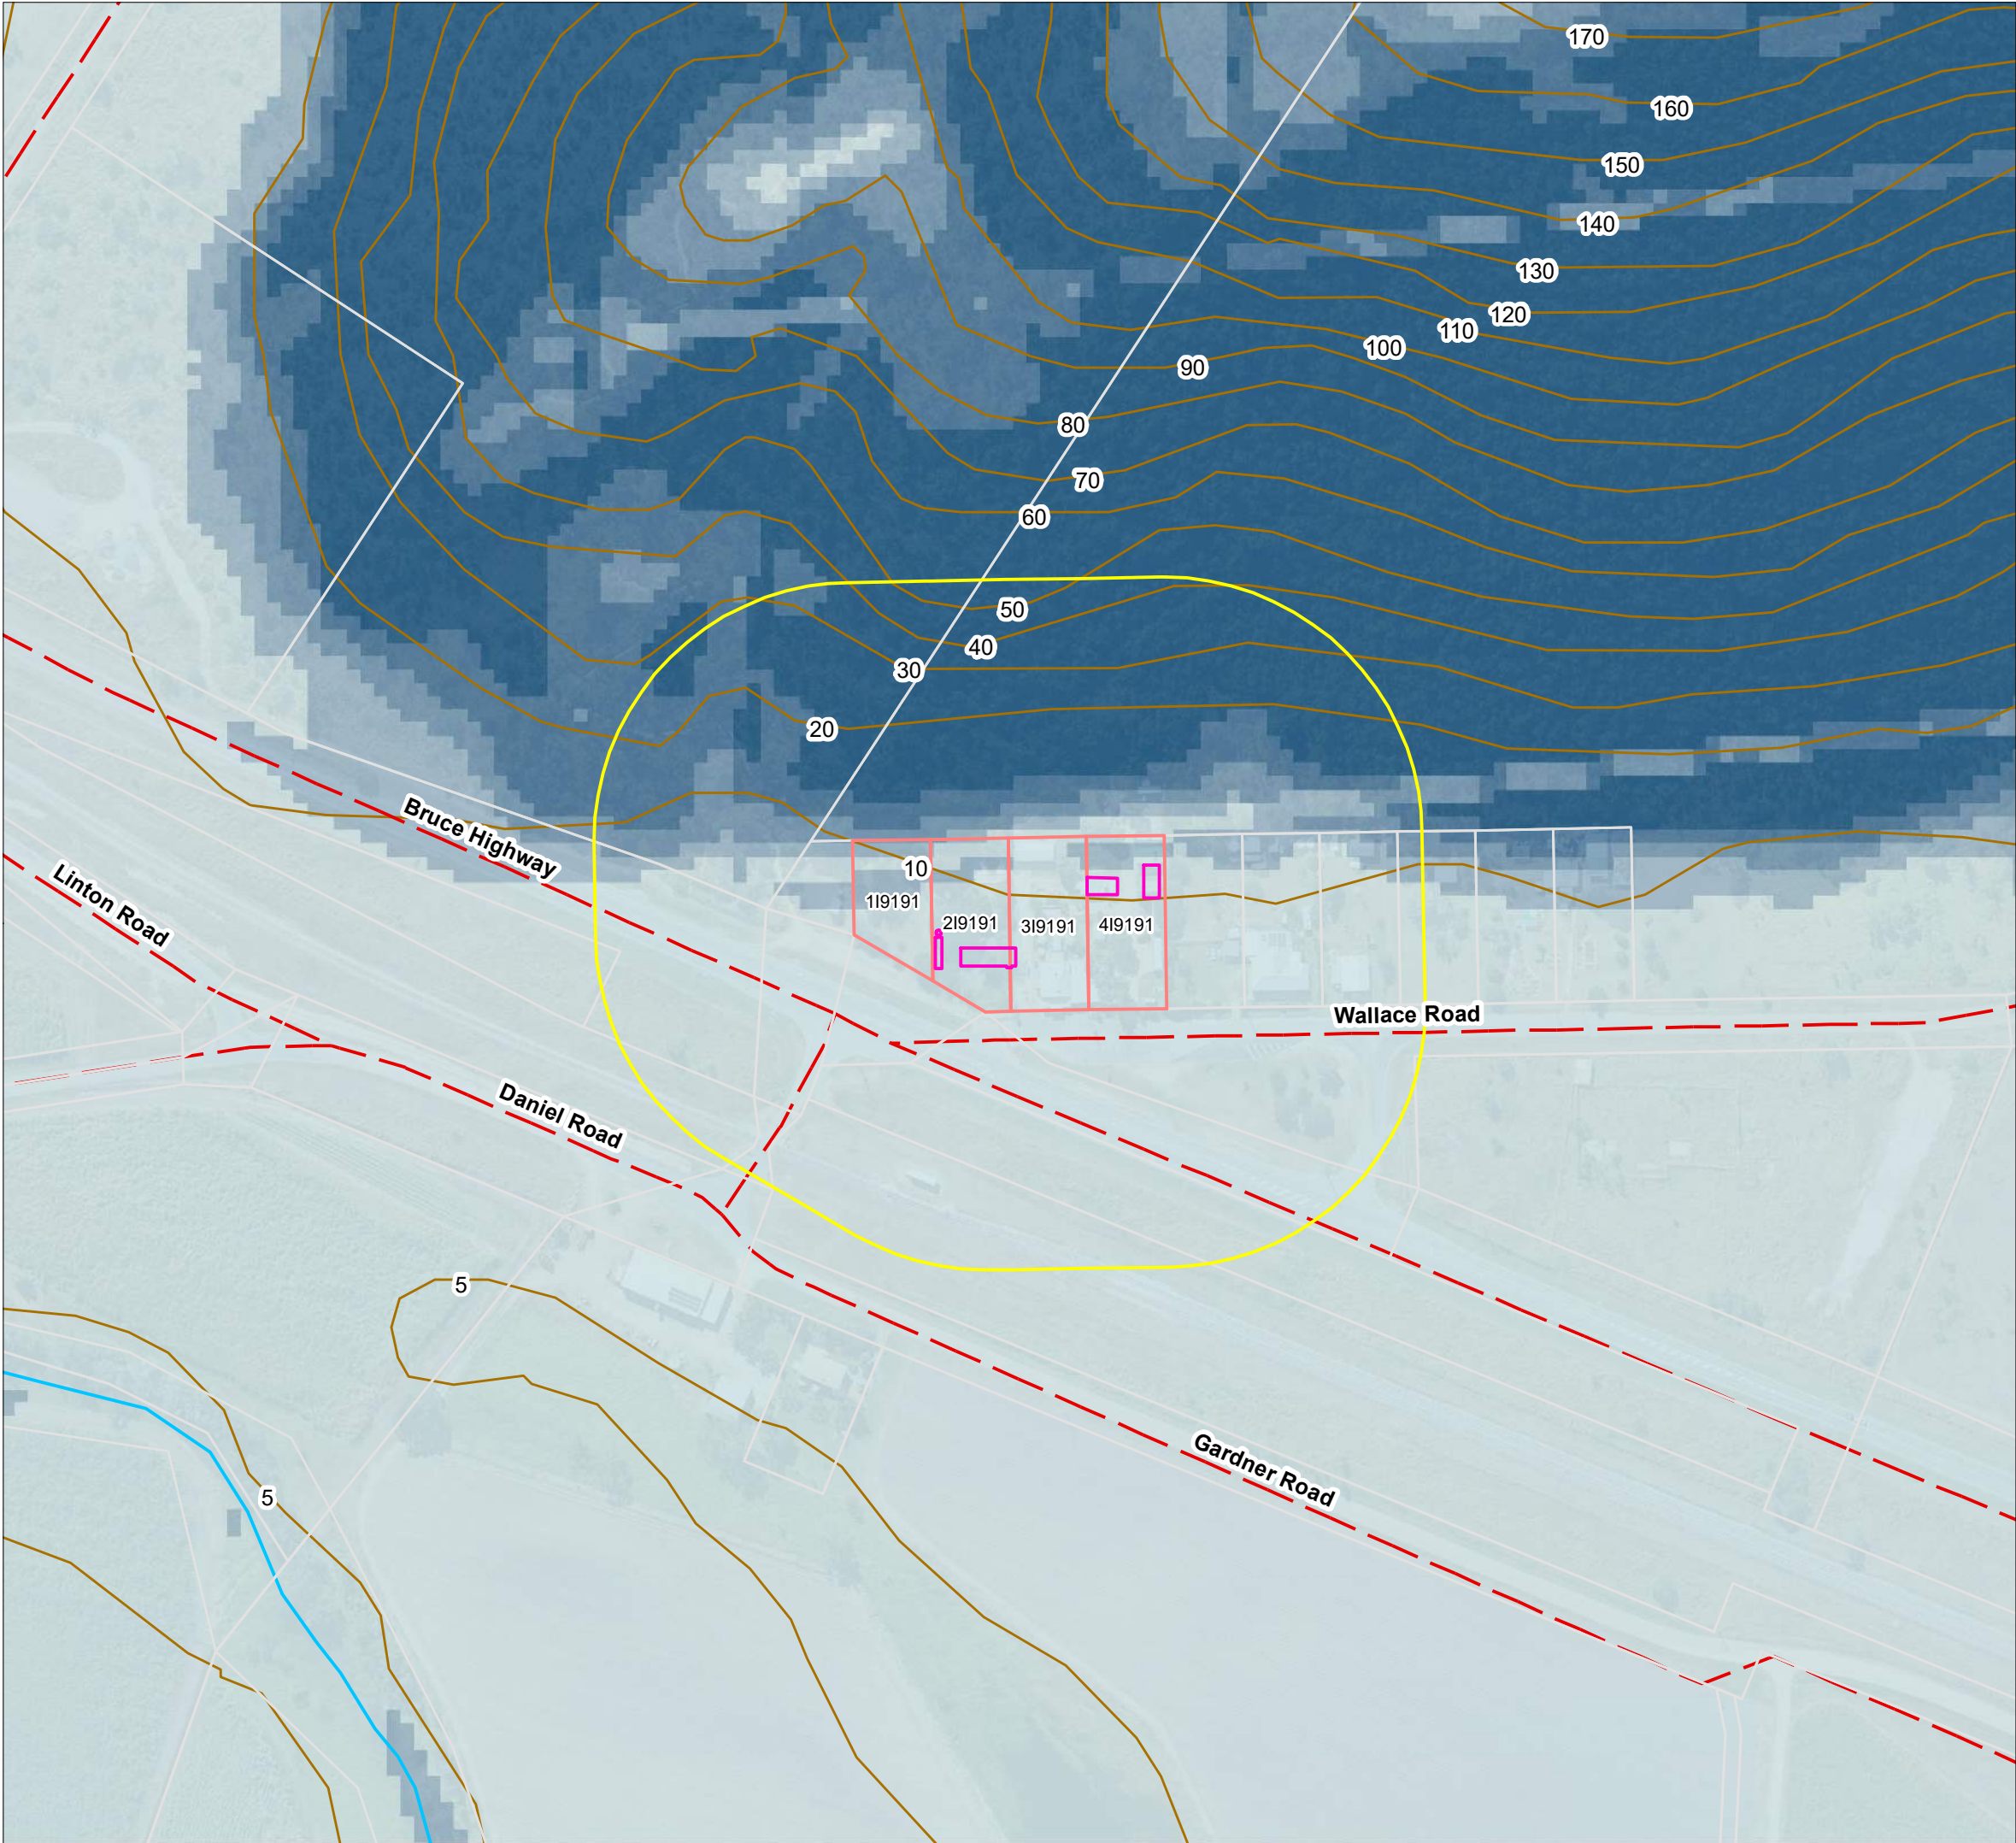 170
160
150
140
130
120
110
100
90
80
70
60
50
40
30
20
Bruce Highway
10
Linton Road
1I9191
2I9191
3I9191
4I9191
Wallace Road
Daniel Road
5
Gardner Road
5